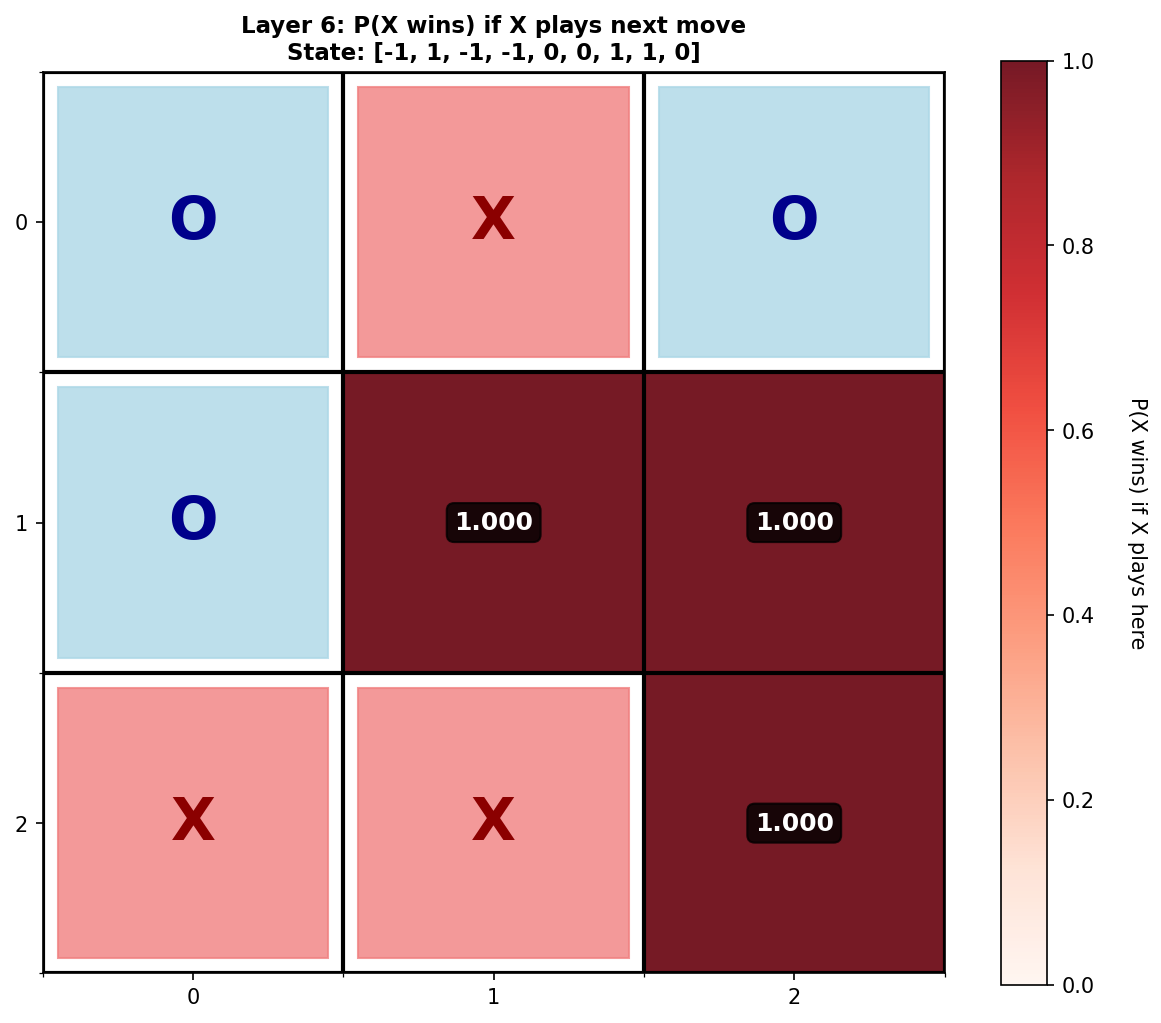 Layer 6: P(X wins) if X plays next move
State: [-1, 1, -1, -1, 0, 0, 1, 1, 0]
O X O
O 1.000 1.000
X X 1.000
0
1
2
0 1 2
1.0
0.8
0.6
0.4
0.2
0.0
P(X wins) if X plays here